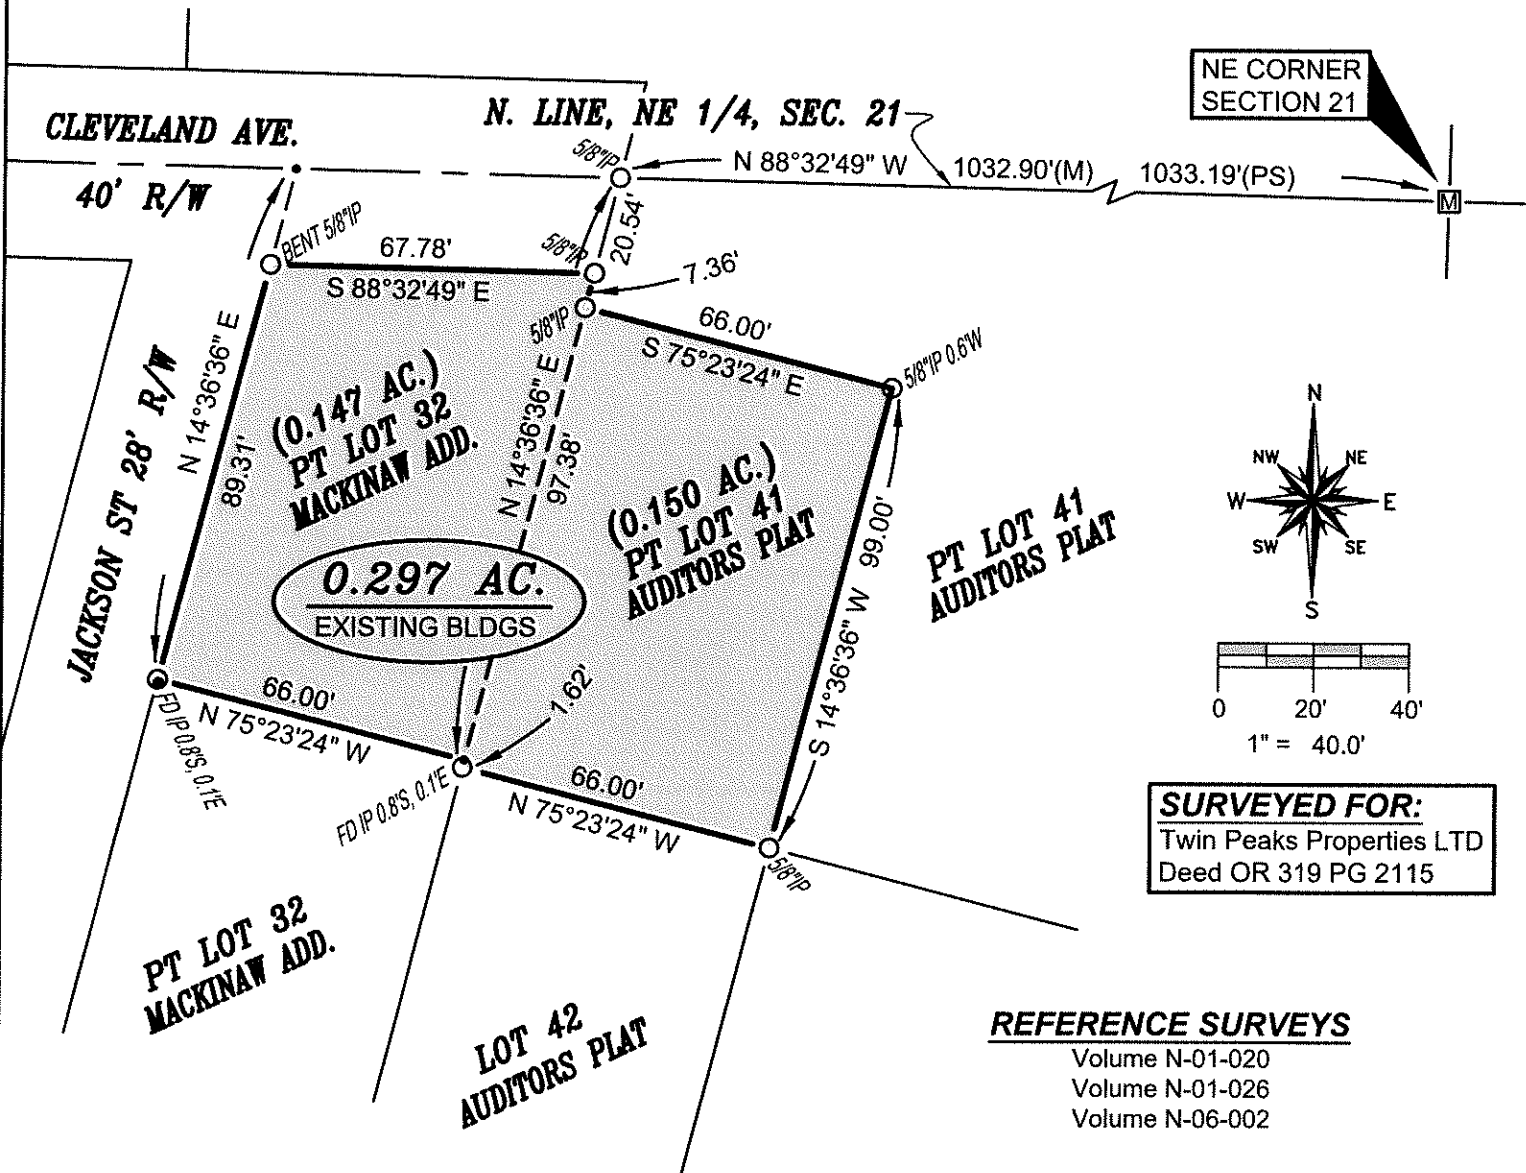 NE CORNER
SECTION 21
N. LINE, NE 1/4, SEC. 21
CLEVELAND AVE.
40' R/W
5/8"IP
N 88°32'49" W
1032.90'(M)
1033.19'(PS)
M
BENT 5/8"IP
67.78'
S 88°32'49" E
5/8"IR
20.54'
7.36'
5/8"IP
66.00'
S 75°23'24" E
5/8"IP 0.6'W
JACKSON ST 28' R/W
N 14°36'36" E
89.31'
(0.147 AC.)
PT LOT 32
MACKINAW ADD.
N 14°36'36" E
97.38'
(0.150 AC.)
PT LOT 41
AUDITORS PLAT
S 14°36'36" W 99.00'
PT LOT 41
AUDITORS PLAT
0.297 AC.
EXISTING BLDGS
1.62'
66.00'
N 75°23'24" W
FD IP 0.8'S, 0.1'E
FD IP 0.8'S, 0.1'E
66.00'
N 75°23'24" W
5/8"IP
PT LOT 32
MACKINAW ADD.
LOT 42
AUDITORS PLAT
N
NW NE
W E
SW SE
S
0 20' 40'
1" = 40.0'
SURVEYED FOR:
Twin Peaks Properties LTD
Deed OR 319 PG 2115
REFERENCE SURVEYS
Volume N-01-020
Volume N-01-026
Volume N-06-002